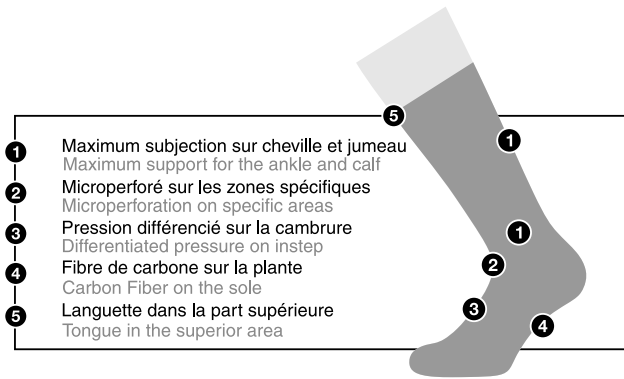 5
1 Maximum subjection sur cheville et jumeau 1
Maximum support for the ankle and calf
2 Microperforé sur les zones spécifiques
Microperforation on specific areas
3 Pression différencié sur la cambrure 1
Differentiated pressure on instep
4 Fibre de carbone sur la plante 2
Carbon Fiber on the sole
5 Languette dans la part supérieure 3
Tongue in the superior area 4